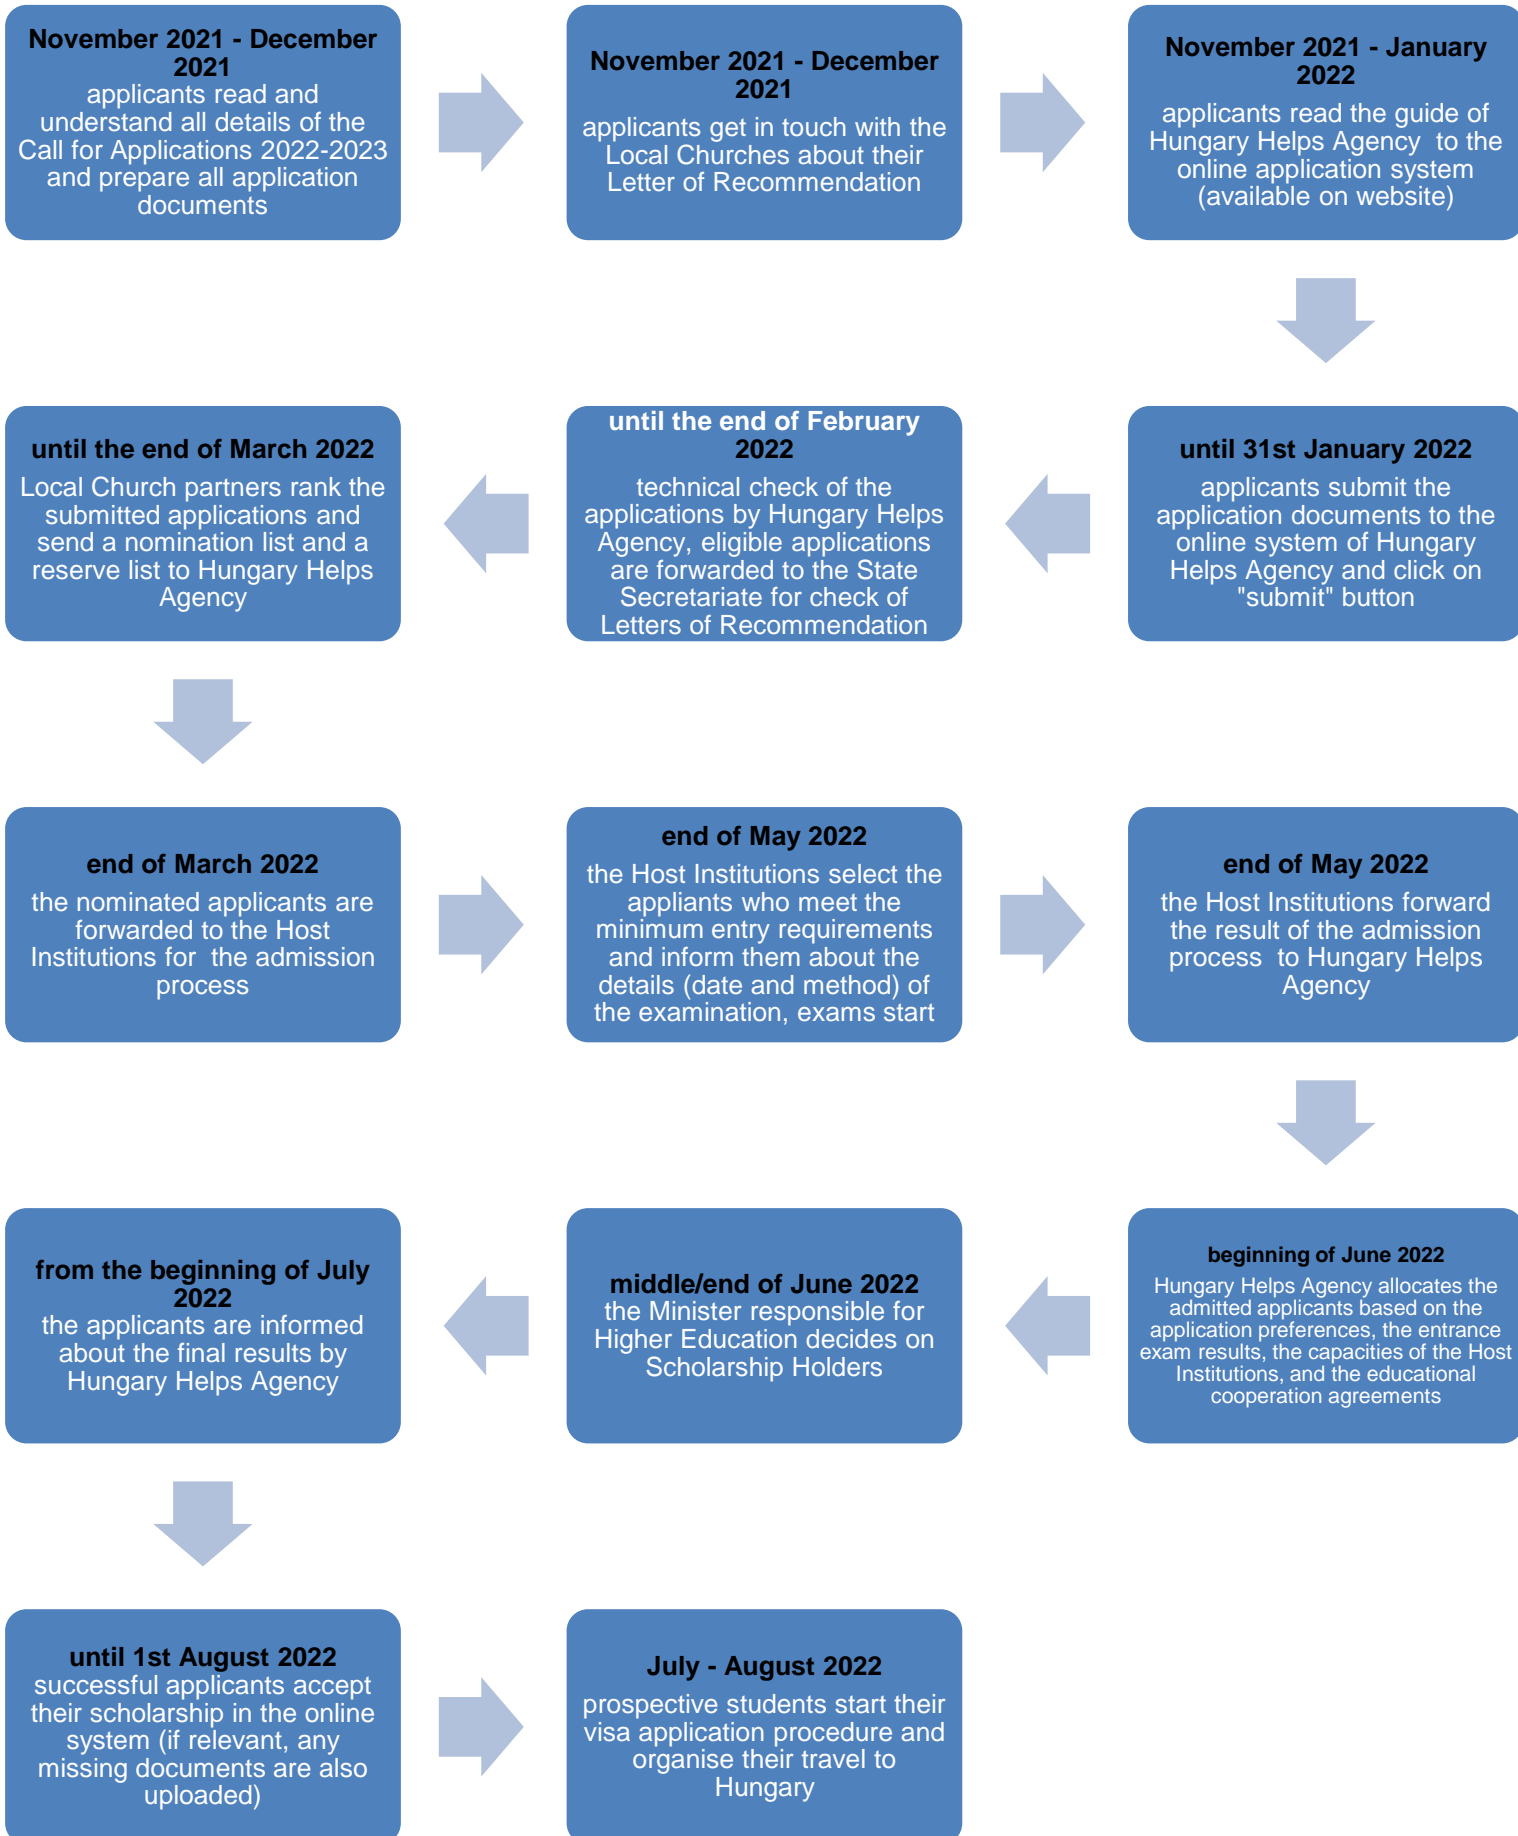 November 2021 - December
2021
applicants read and
understand all details of the
Call for Applications 2022-2023
and prepare all application
documents
November 2021 - December
2021
applicants get in touch with the
Local Churches about their
Letter of Recommendation
November 2021 - January
2022
applicants read the guide of
Hungary Helps Agency  to the
online application system
(available on website)
until 31st January 2022
applicants submit the
application documents to the
online system of Hungary
Helps Agency and click on
"submit" button
until the end of February
2022
technical check of the
applications by Hungary Helps
Agency, eligible applications
are forwarded to the State
Secretariate for check of
Letters of Recommendation
until the end of March 2022
Local Church partners rank the
submitted applications and
send a nomination list and a
reserve list to Hungary Helps
Agency
end of March 2022
the nominated applicants are
forwarded to the Host
Institutions for  the admission
process
end of May 2022
the Host Institutions select the
appliants who meet the
minimum entry requirements
and inform them about the
details (date and method) of
the examination, exams start
end of May 2022
the Host Institutions forward
the result of the admission
process  to Hungary Helps
Agency
beginning of June 2022
Hungary Helps Agency allocates the
admitted applicants based on the
application preferences, the entrance
exam results, the capacities of the Host
Institutions, and the educational
cooperation agreements
middle/end of June 2022
the Minister responsible for
Higher Education decides on
Scholarship Holders
from the beginning of July
2022
the applicants are informed
about the final results by
Hungary Helps Agency
until 1st August 2022
successful applicants accept
their scholarship in the online
system (if relevant, any
missing documents are also
uploaded)
July - August 2022
prospective students start their
visa application procedure and
organise their travel to
Hungary